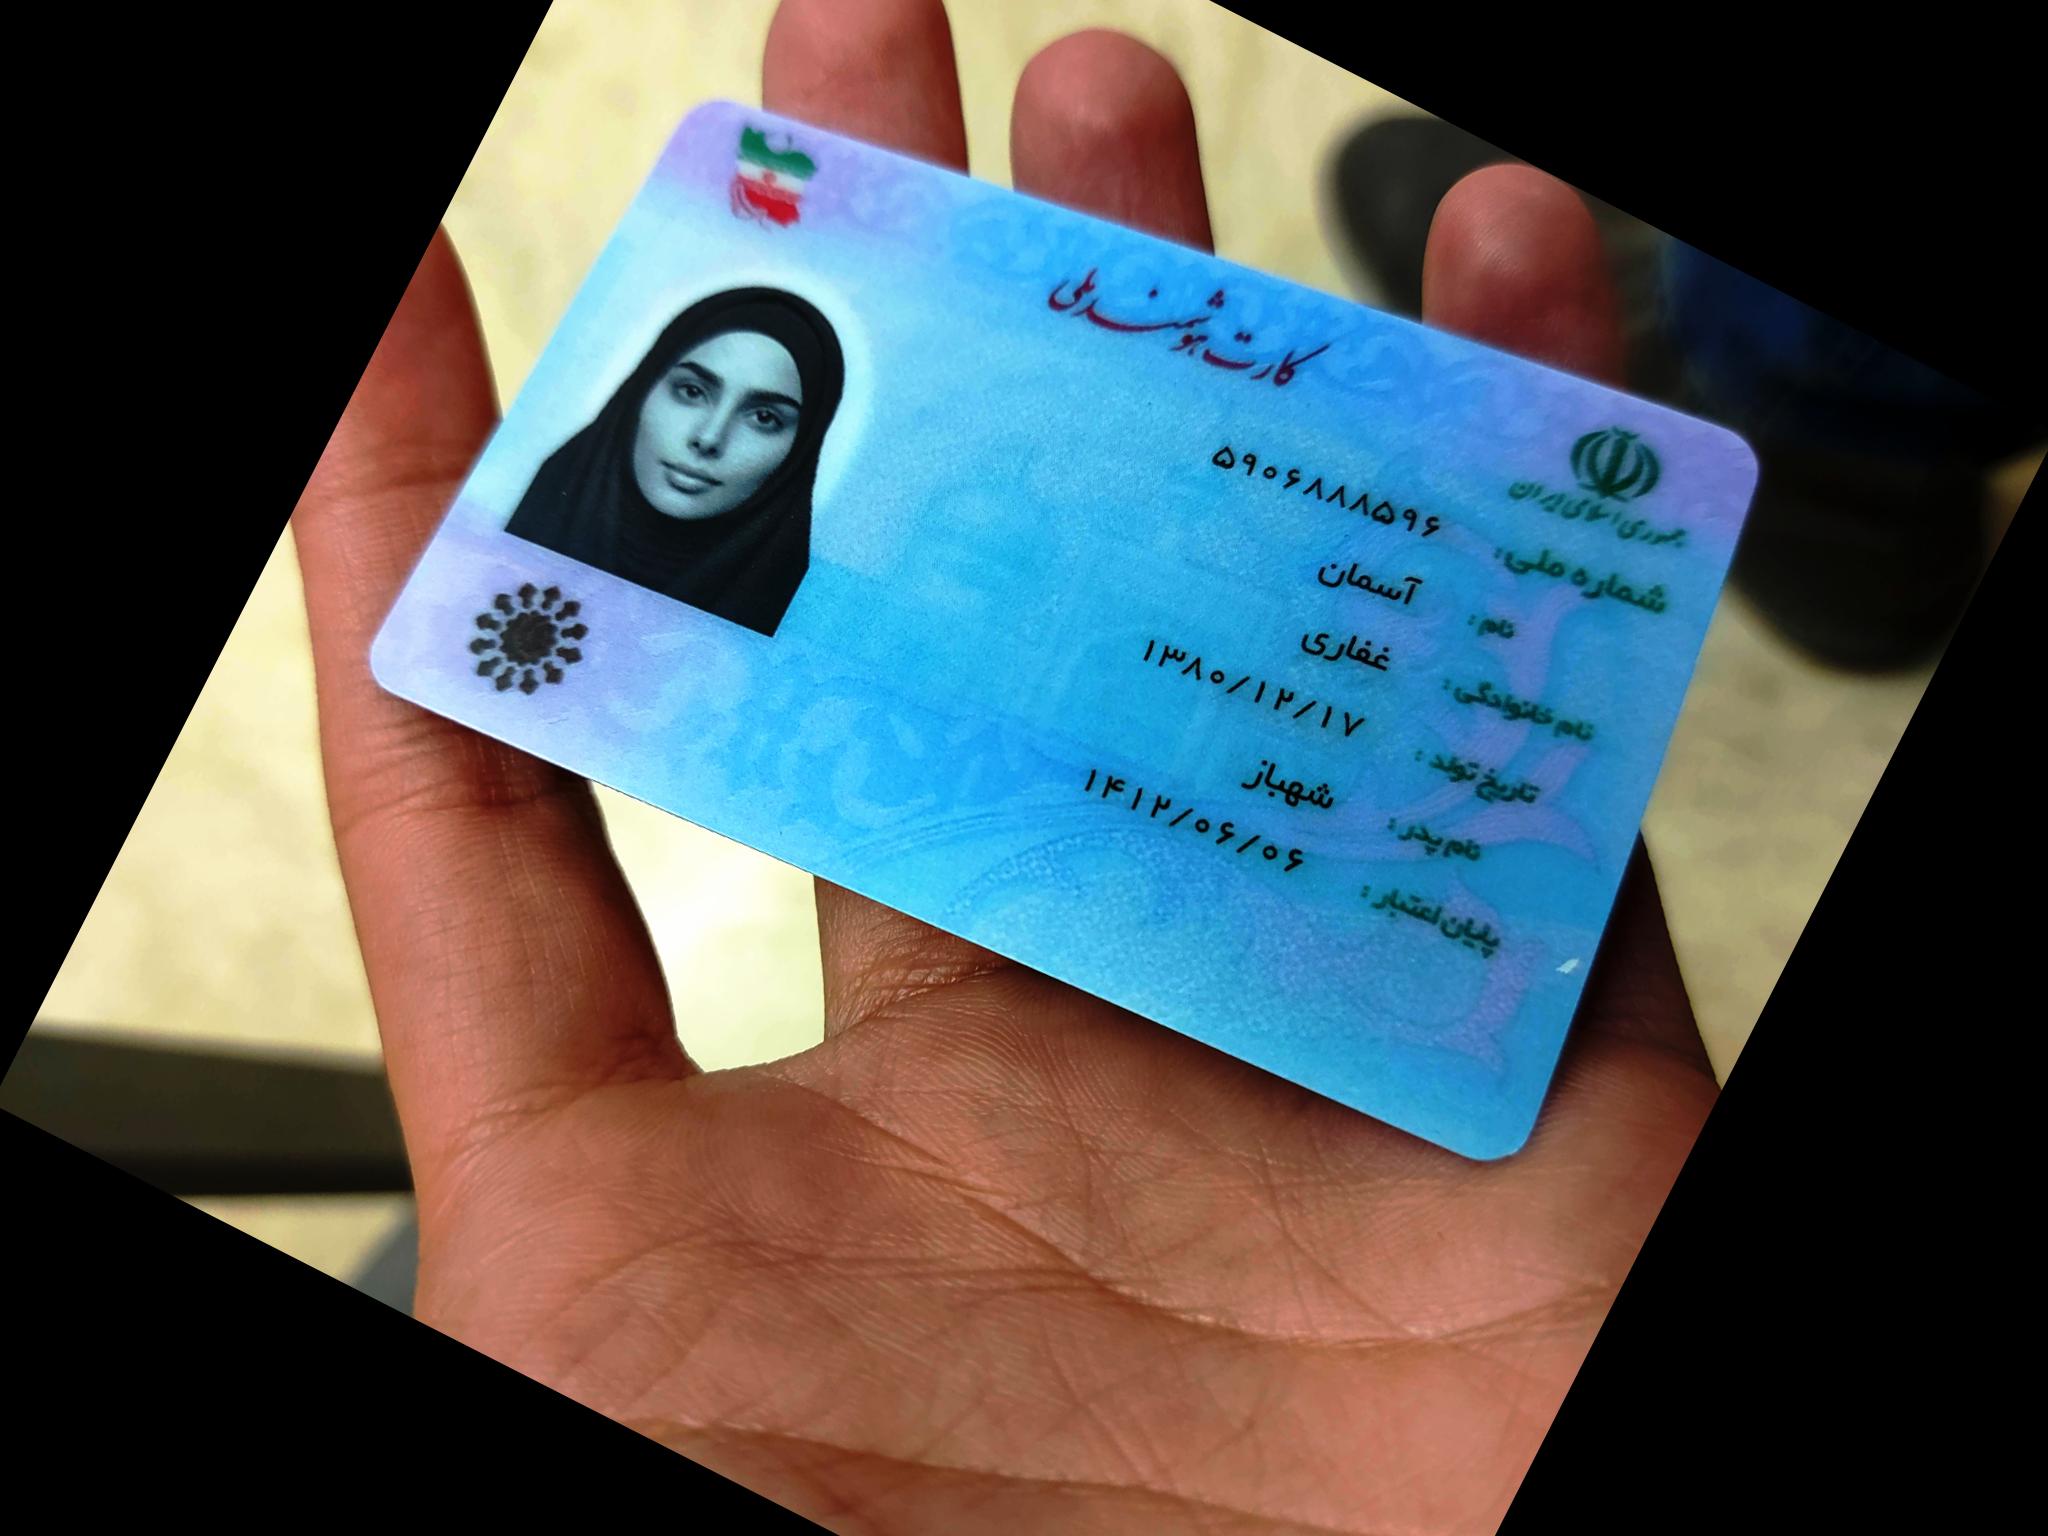 کارت هوشمند ملی
جمهوری اسلامی ایران
شماره ملی: ۵۹۰۶۸۸۸۵۹۶
نام: آسمان
نام خانوادگی: غفاری
تاریخ تولد: ۱۳۸۰/۱۲/۱۷
نام پدر: شهباز
پایان اعتبار: ۱۴۱۲/۰۶/۰۶